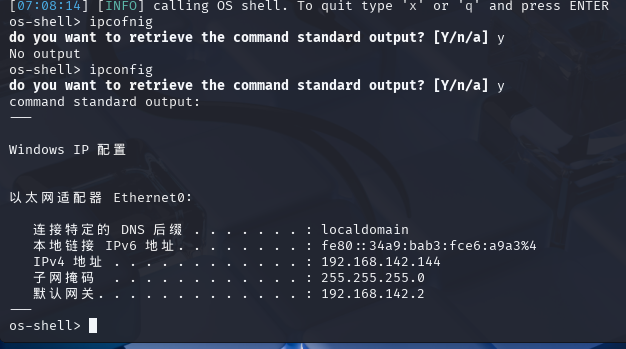 [07:08:14] [INFO] calling OS shell. To quit type 'x' or 'q' and press ENTER
os-shell> ipcofnig
do you want to retrieve the command standard output? [Y/n/a] y
No output
os-shell> ipconfig
do you want to retrieve the command standard output? [Y/n/a] y
command standard output:
---
Windows IP 配置
以太网适配器 Ethernet0:
连接特定的 DNS 后缀 . . . . . . . : localdomain
本地链接 IPv6 地址. . . . . . . . : fe80::34a9:bab3:fce6:a9a3%4
IPv4 地址 . . . . . . . . . . . . : 192.168.142.144
子网掩码 . . . . . . . . . . . . : 255.255.255.0
默认网关. . . . . . . . . . . . . : 192.168.142.2
---
os-shell>